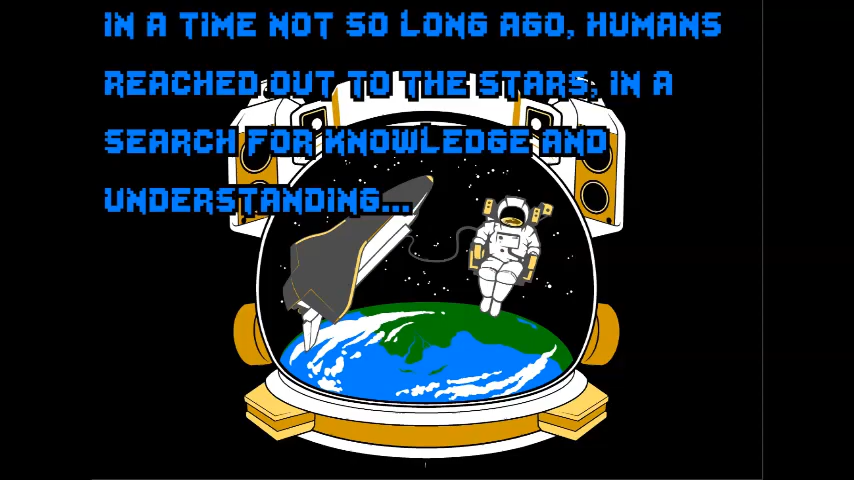 IN A TIME NOT SO LONG AGO, HUMANS
REACHED OUT TO THE STARS, IN A
SEARCH FOR KNOWLEDGE AND
UNDERSTANDING...